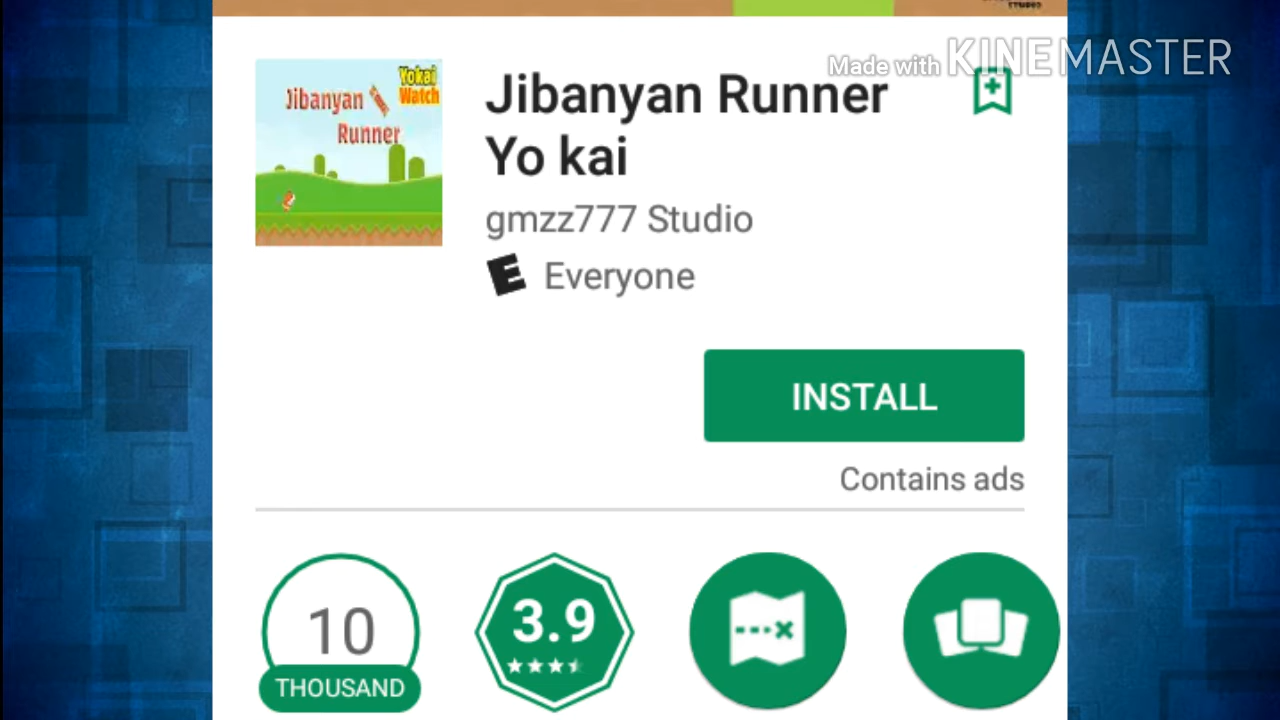 STUDIO
Made with KINEMASTER
Yokai
Watch
Jibanyan
Runner
Jibanyan Runner
Yo kai
gmzz777 Studio
E Everyone
INSTALL
Contains ads
10
THOUSAND
3.9